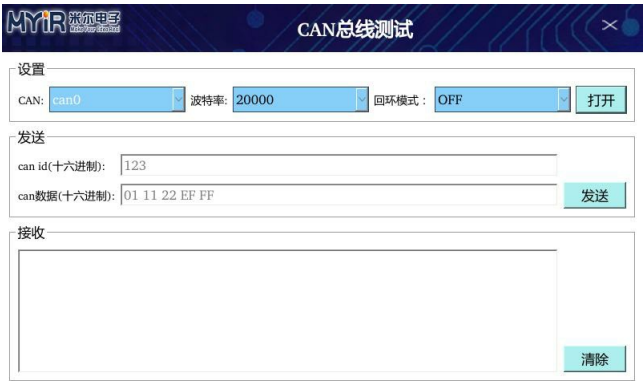 MYiR 米尔电子
Make Your Idea Real
CAN总线测试
设置
CAN: can0 波特率: 20000 回环模式： OFF 打开
发送
can id(十六进制): 123
can数据(十六进制): 01 11 22 EF FF 发送
接收
清除